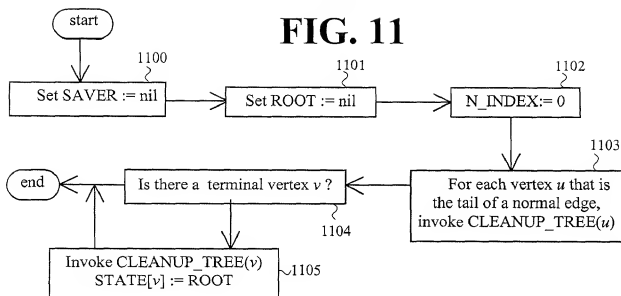 start
FIG. 11
1100
Set SAVER := nil
1101
Set ROOT := nil
1102
N_INDEX:= 0
1103
For each vertex u that is
the tail of a normal edge,
invoke CLEANUP_TREE(u)
Is there a terminal vertex v ?
1104
end
Invoke CLEANUP_TREE(v)
STATE[v] := ROOT
1105